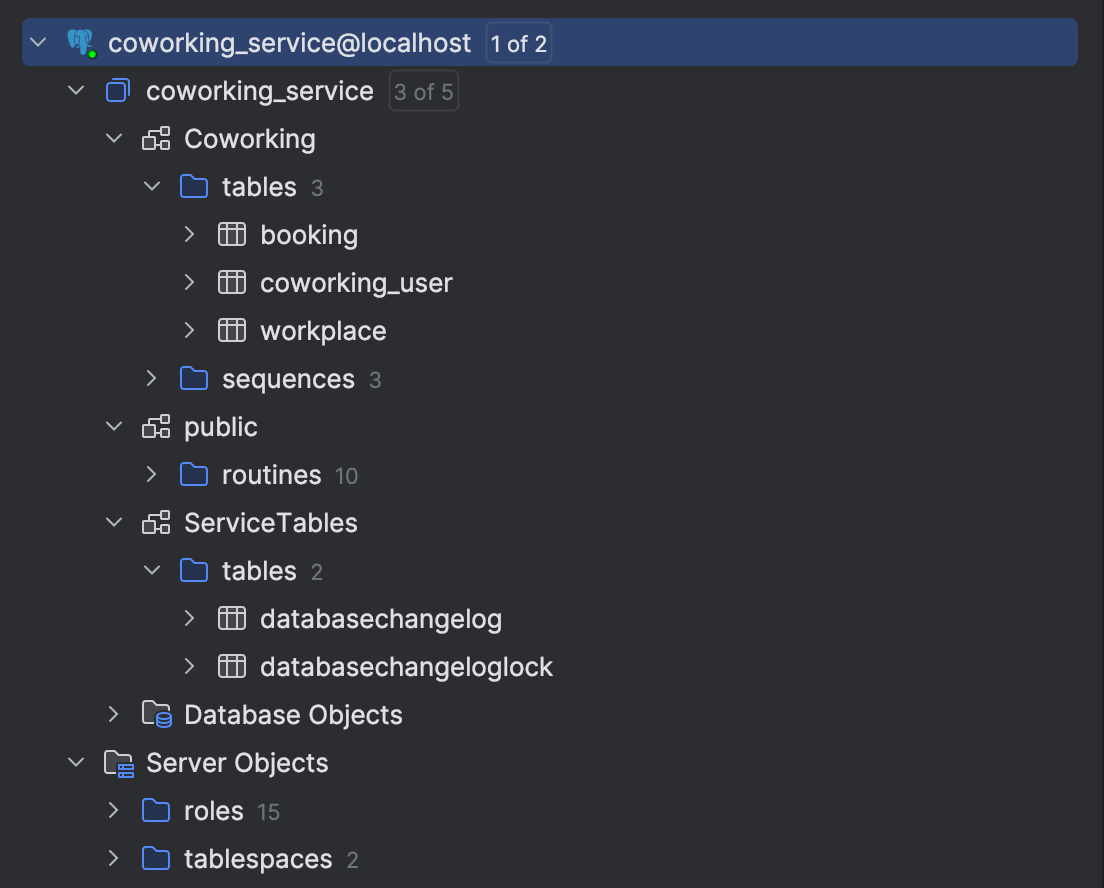 coworking_service@localhost 1 of 2
coworking_service 3 of 5
Coworking
tables 3
booking
coworking_user
workplace
sequences 3
public
routines 10
ServiceTables
tables 2
databasechangelog
databasechangeloglock
Database Objects
Server Objects
roles 15
tablespaces 2